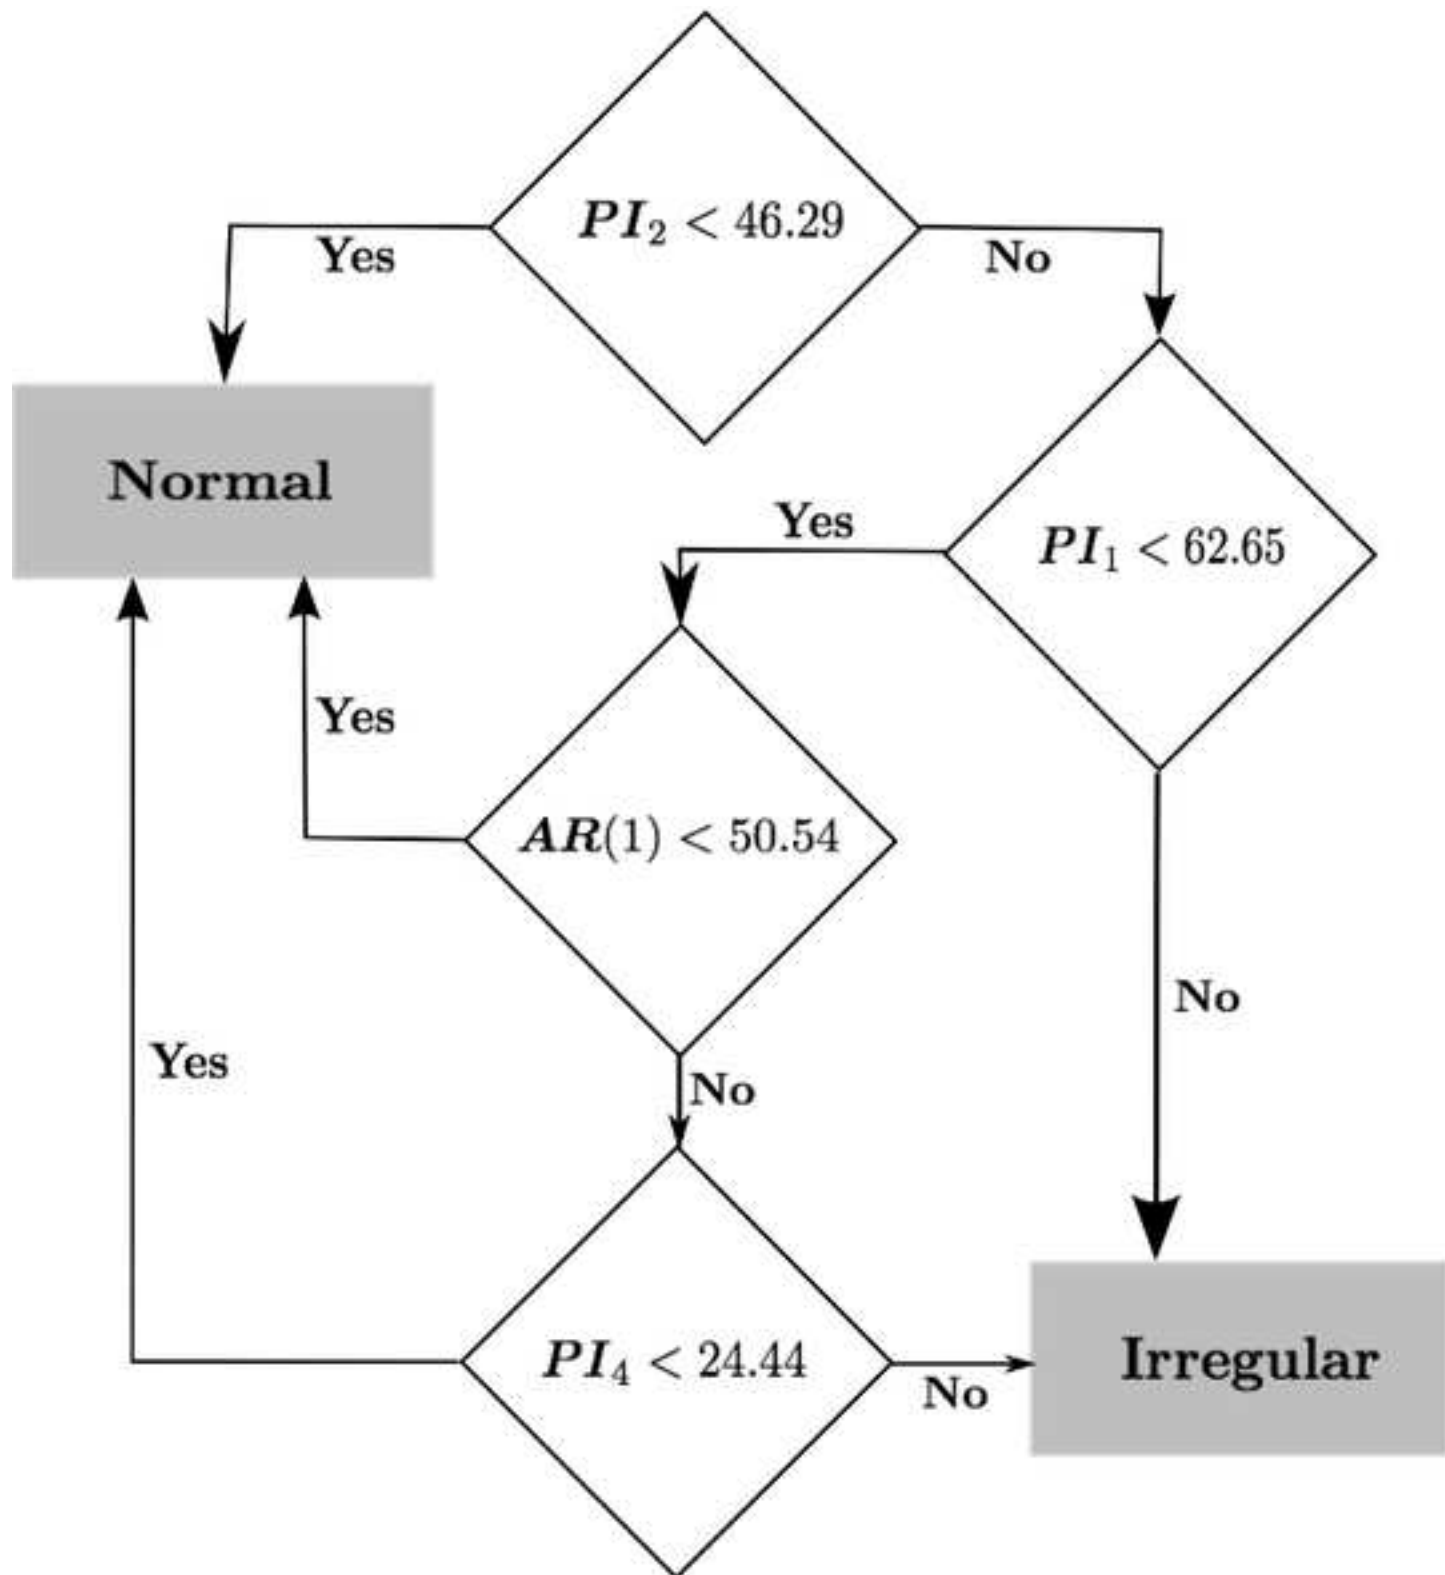 PI₂ < 46.29
Yes
No
Normal
Yes
PI₁ < 62.65
Yes
AR(1) < 50.54
No
Yes
No
PI₄ < 24.44
No
Irregular